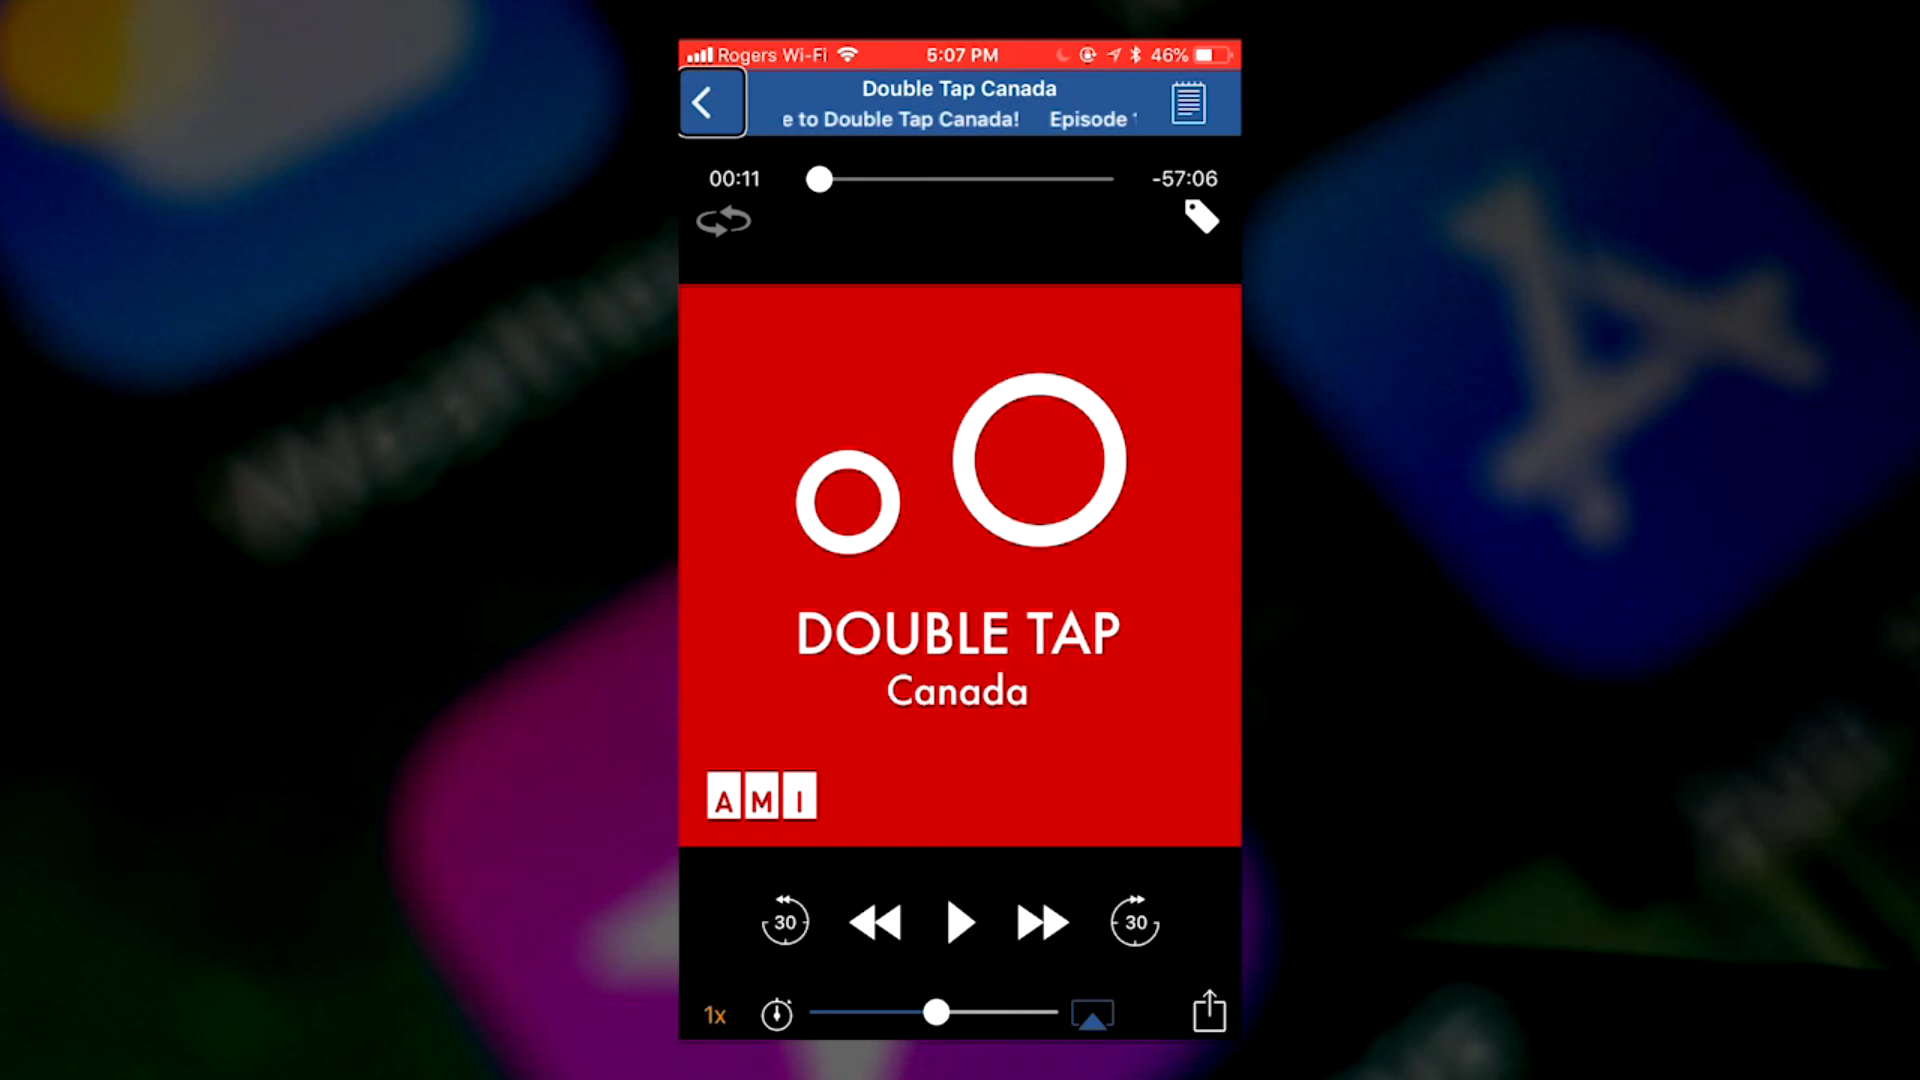 Rogers Wi-Fi 5:07 PM 46%
Double Tap Canada
e to Double Tap Canada! Episode
00:11 -57:06
DOUBLE TAP
Canada
AMI
30 30
1x